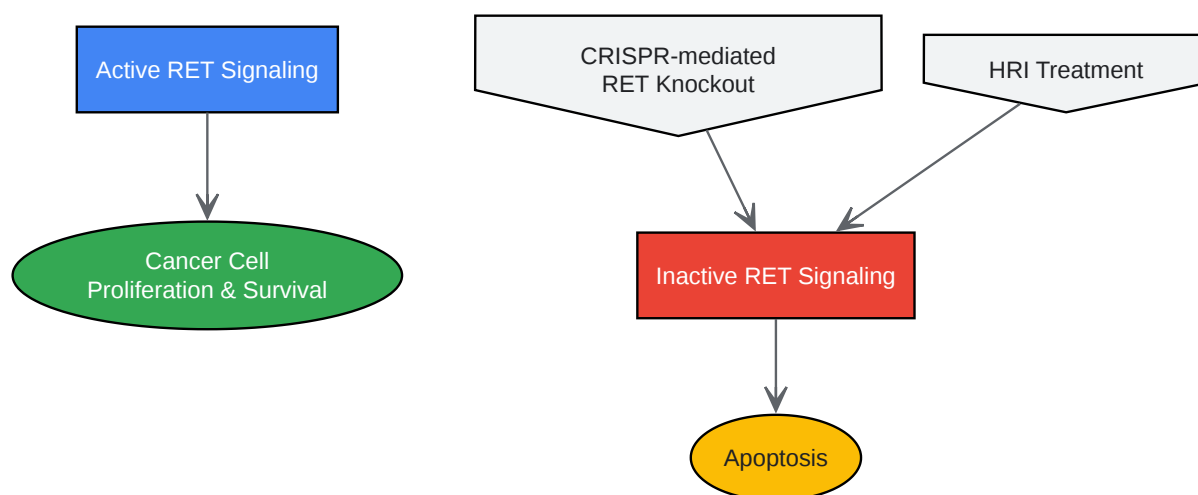 Active RET Signaling
CRISPR-mediated
RET Knockout
HRI Treatment
Cancer Cell
Proliferation & Survival
Inactive RET Signaling
Apoptosis